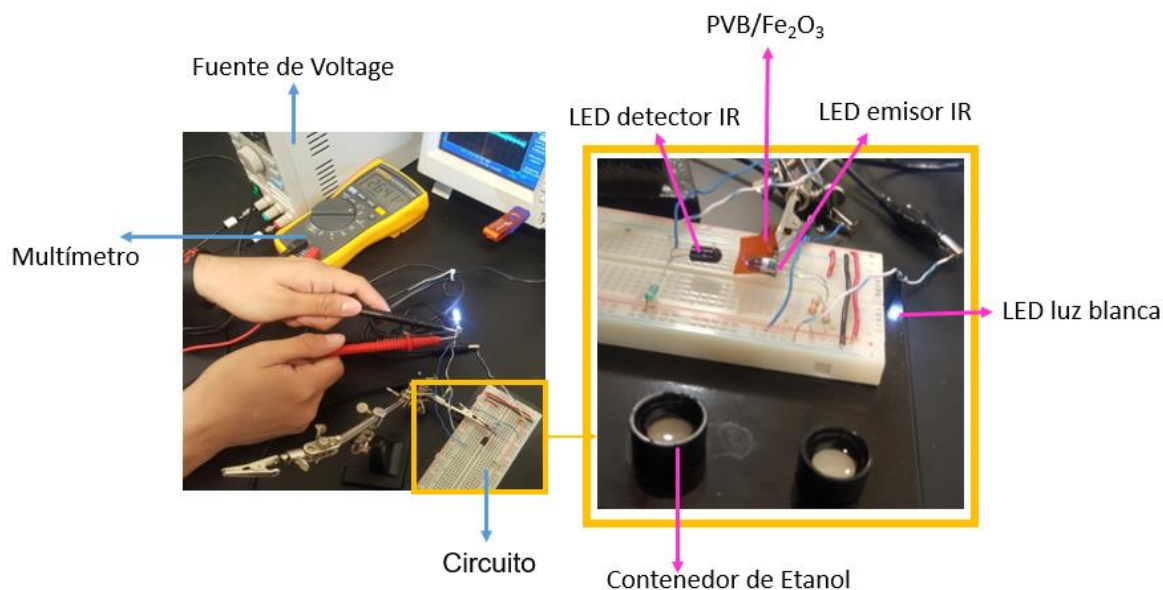 PVB/Fe₂O₃
Fuente de Voltage
LED detector IR
LED emisor IR
Multímetro
LED luz blanca
Circuito
Contenedor de Etanol